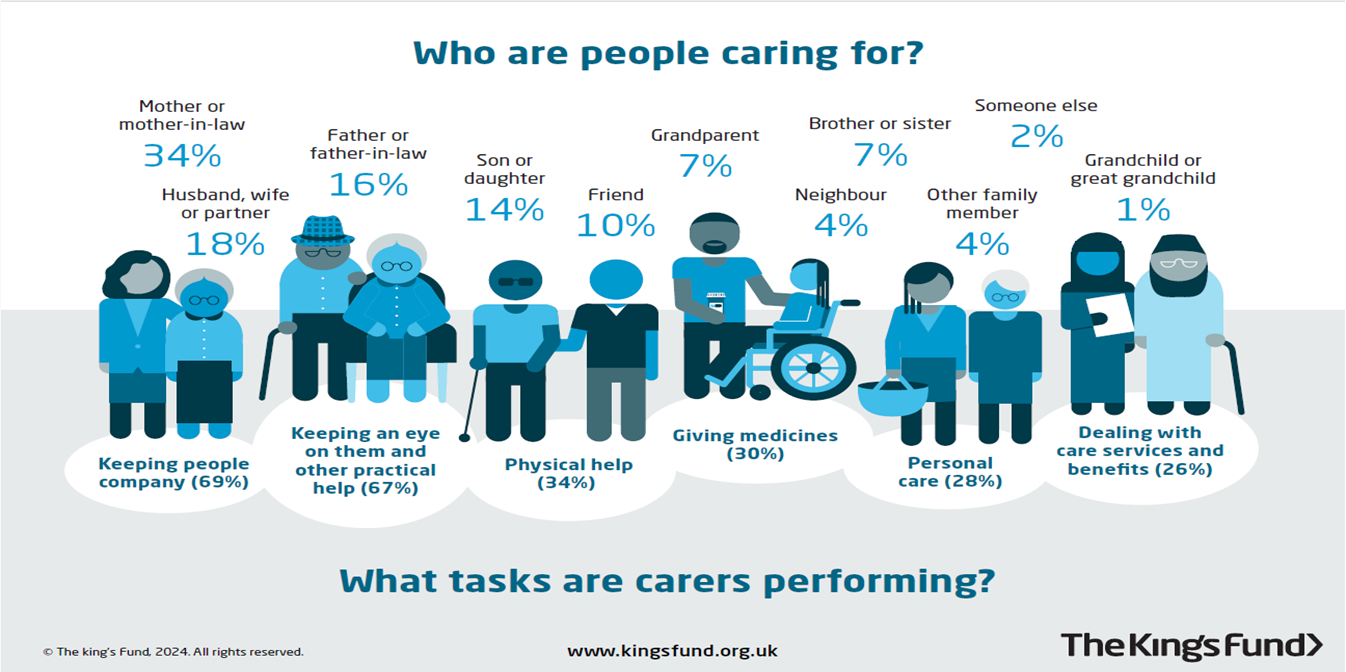 Who are people caring for?
Mother or
mother-in-law
34%
Husband, wife
or partner
18%
Father or
father-in-law
16%
Son or
daughter
14%
Friend
10%
Grandparent
7%
Brother or sister
7%
Neighbour
4%
Someone else
2%
Other family
member
4%
Grandchild or
great grandchild
1%
Keeping people
company (69%)
Keeping an eye
on them and
other practical
help (67%)
Physical help
(34%)
Giving medicines
(30%)
Personal
care (28%)
Dealing with
care services and
benefits (26%)
What tasks are carers performing?
© The king's Fund, 2024. All rights reserved.
www.kingsfund.org.uk
The Kings Fund>